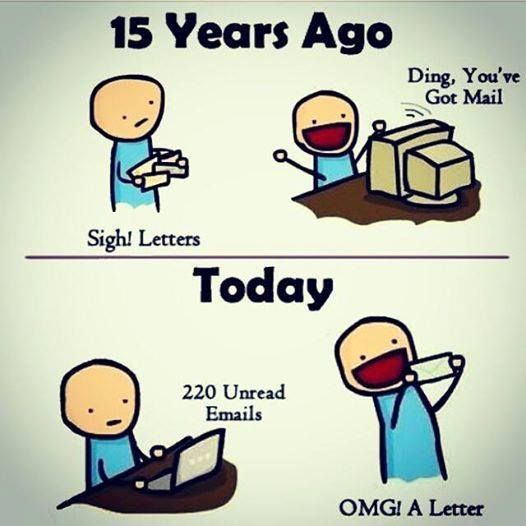 15 Years Ago
Ding, You've
Got Mail
Sigh! Letters
Today
220 Unread
Emails
OMG! A Letter